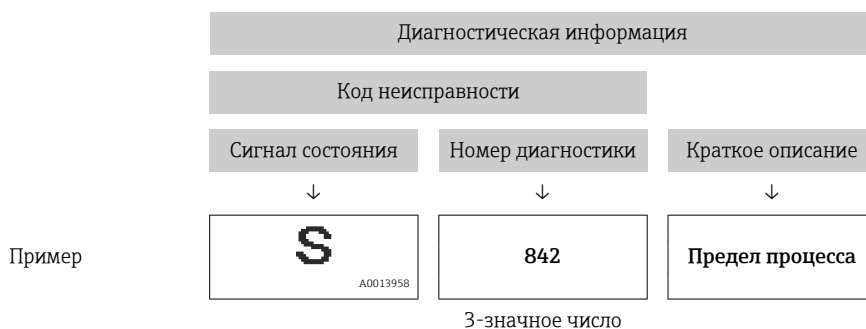 Диагностическая информация
Код неисправности
Сигнал состояния Номер диагностики Краткое описание
↓ ↓ ↓
Пример S 842 Предел процесса
A0013958
3-значное число